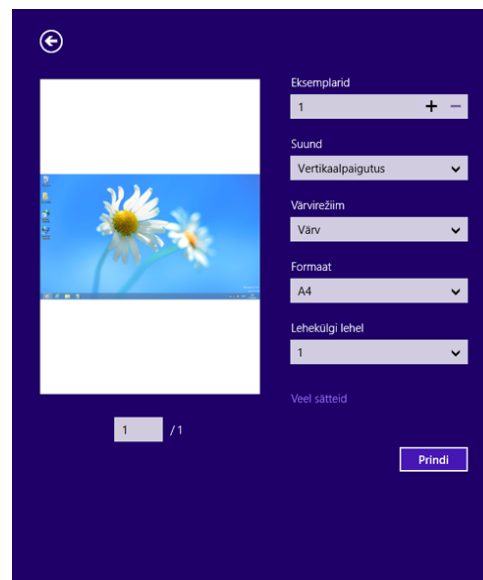 Eksemplarid
1
Suund
Vertikaalpaigutus
Värvirežiim
Värv
Formaat
A4
Lehekülgi lehel
1
Veel sätteid
1 / 1
Prindi